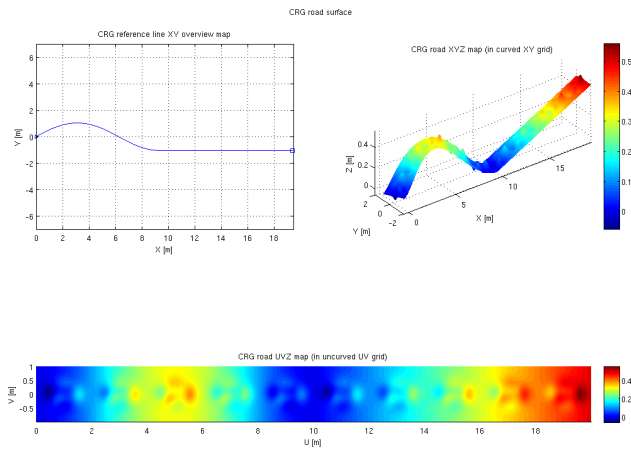 CRG road surface
CRG reference line XY overview map
6
4
2
0
-2
-4
-6
Y [m]
0 2 4 6 8 10 12 14 16 18
X [m]
CRG road XYZ map (in curved XY grid)
0.4
0.2
0
Z [m]
2
0
-2
Y [m]
0
5
10
15
X [m]
0.5
0.4
0.3
0.2
0.1
0
CRG road UVZ map (in uncurved UV grid)
1
0.5
0
-0.5
V [m]
0 2 4 6 8 10 12 14 16 18
U [m]
0.4
0.2
0